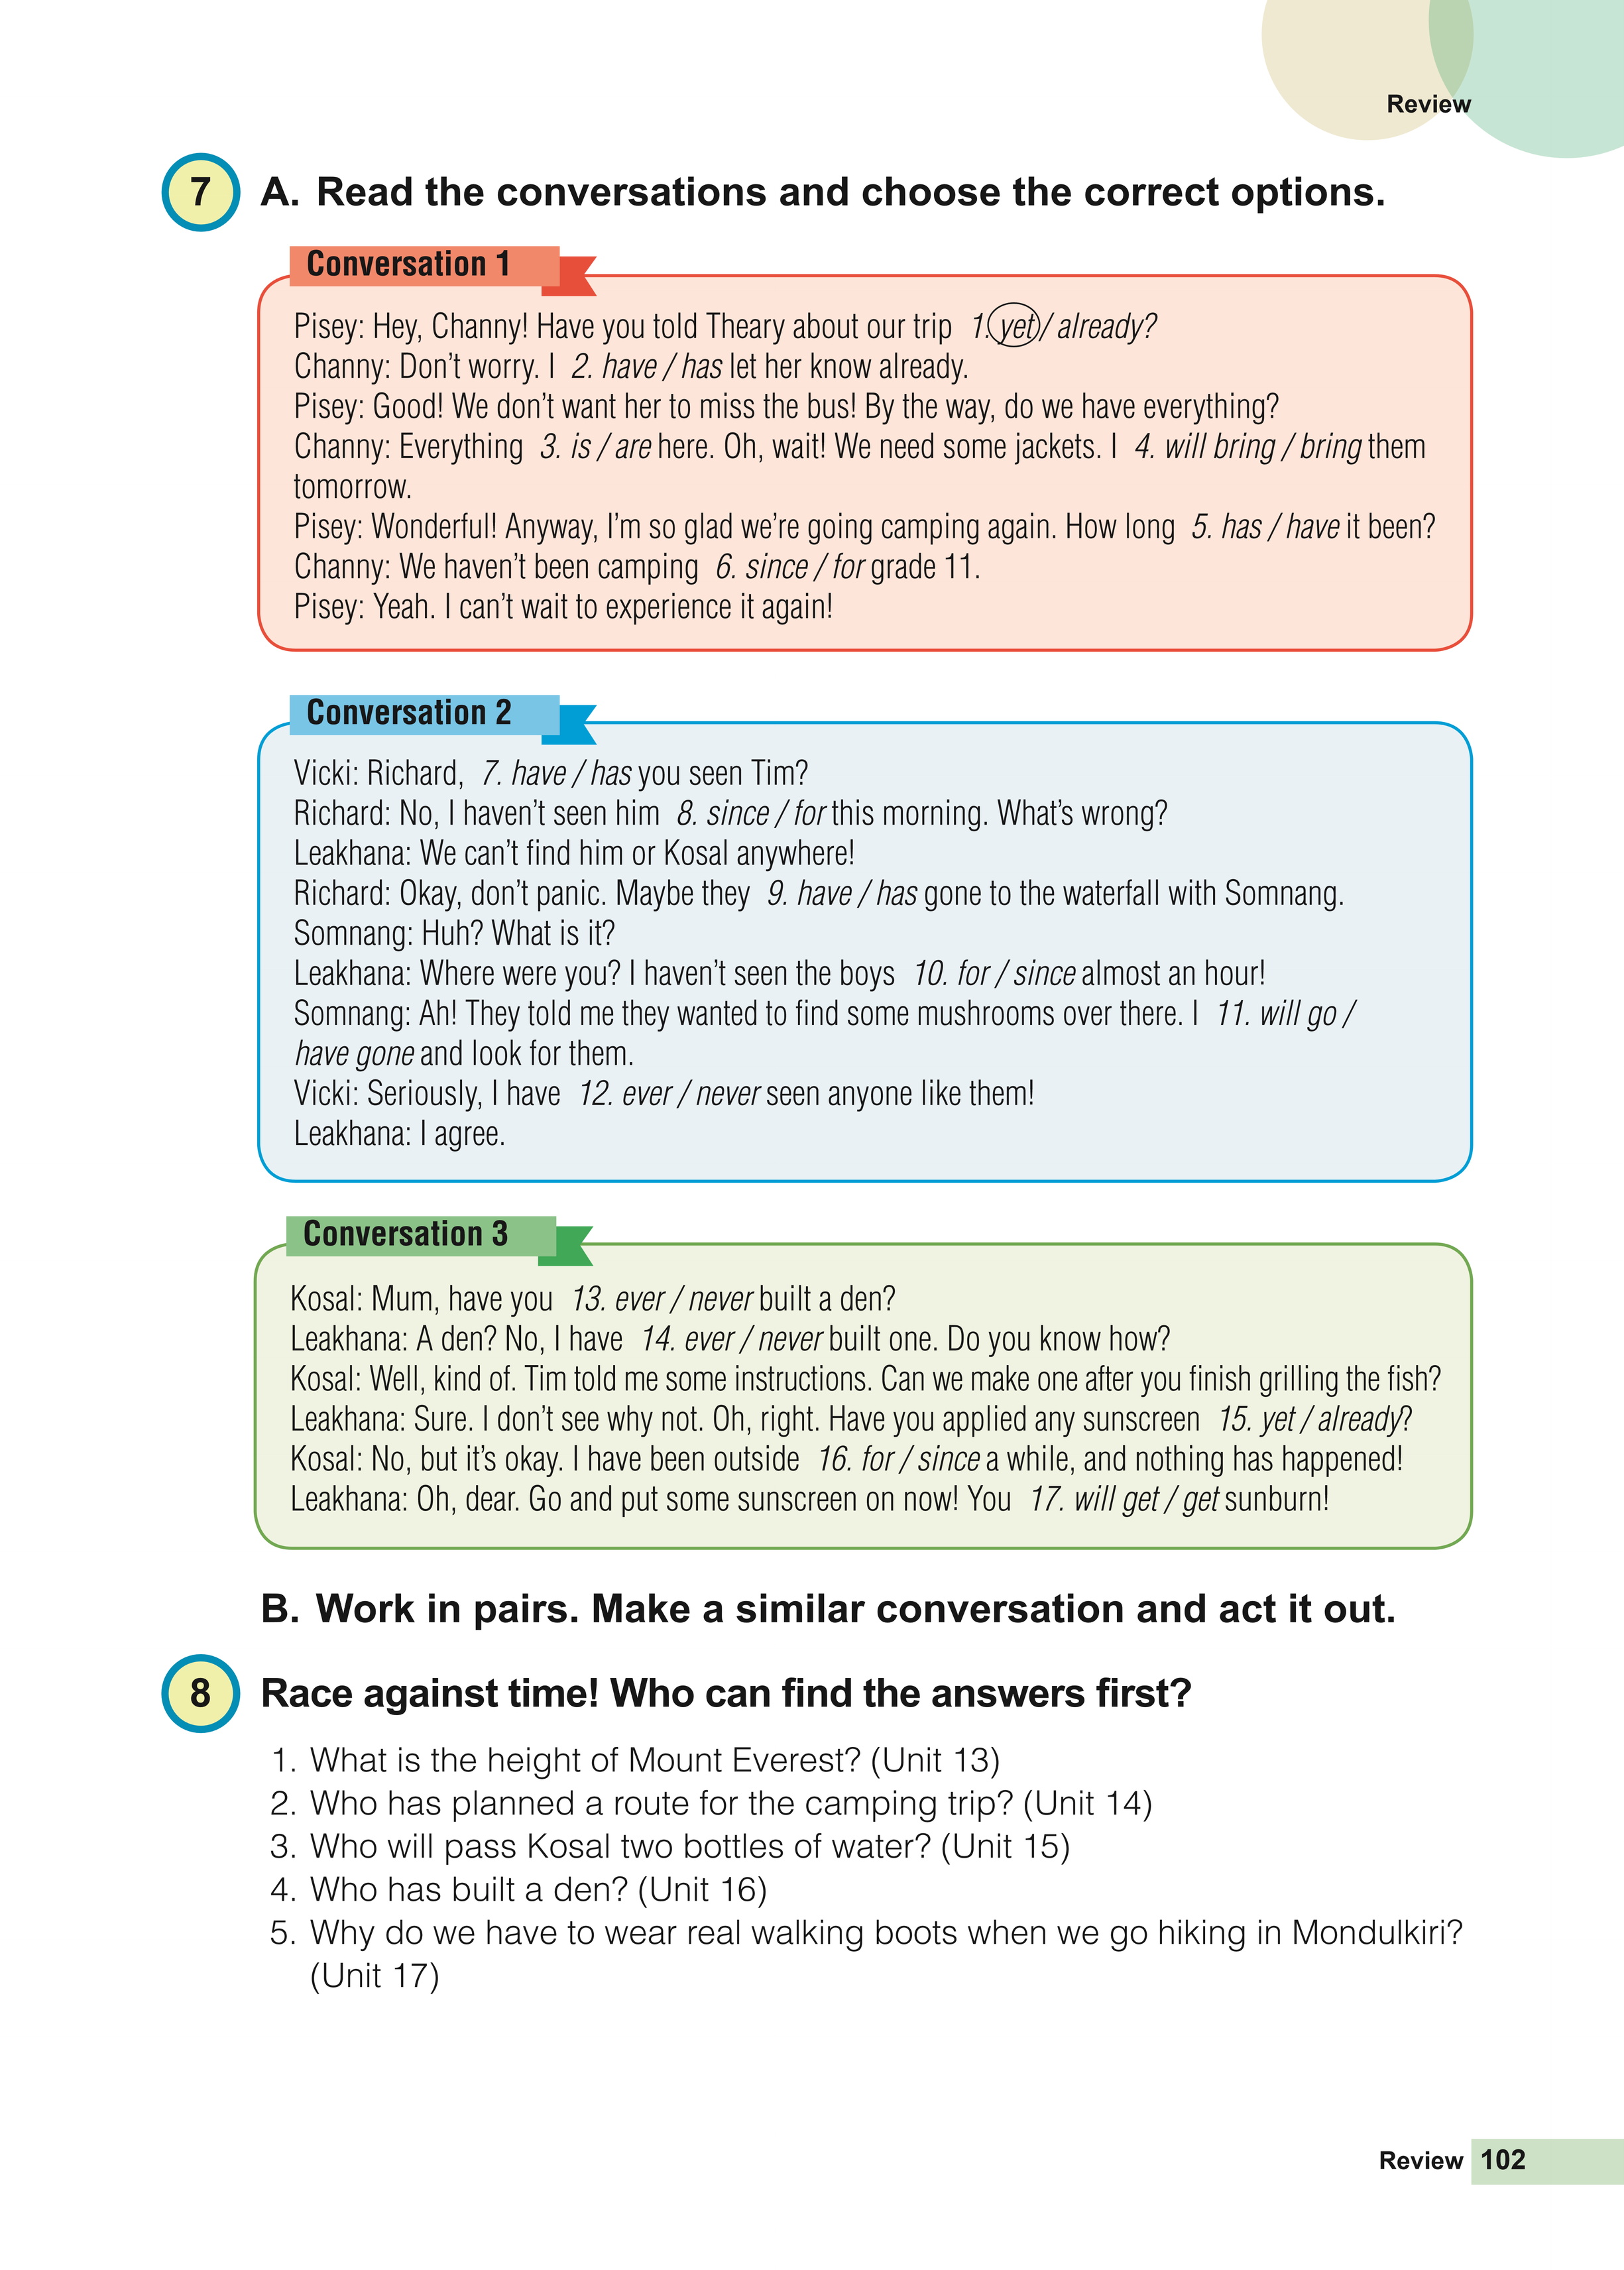 Review
7 A. Read the conversations and choose the correct options.
Conversation 1
Pisey: Hey, Channy! Have you told Theary about our trip 1. yet / already?
Channy: Don't worry. I 2. have / has let her know already.
Pisey: Good! We don't want her to miss the bus! By the way, do we have everything?
Channy: Everything 3. is / are here. Oh, wait! We need some jackets. I 4. will bring / bring them
tomorrow.
Pisey: Wonderful! Anyway, I'm so glad we're going camping again. How long 5. has / have it been?
Channy: We haven't been camping 6. since / for grade 11.
Pisey: Yeah. I can't wait to experience it again!
Conversation 2
Vicki: Richard, 7. have / has you seen Tim?
Richard: No, I haven't seen him 8. since / for this morning. What's wrong?
Leakhana: We can't find him or Kosal anywhere!
Richard: Okay, don't panic. Maybe they 9. have / has gone to the waterfall with Somnang.
Somnang: Huh? What is it?
Leakhana: Where were you? I haven't seen the boys 10. for / since almost an hour!
Somnang: Ah! They told me they wanted to find some mushrooms over there. I 11. will go /
have gone and look for them.
Vicki: Seriously, I have 12. ever / never seen anyone like them!
Leakhana: I agree.
Conversation 3
Kosal: Mum, have you 13. ever / never built a den?
Leakhana: A den? No, I have 14. ever / never built one. Do you know how?
Kosal: Well, kind of. Tim told me some instructions. Can we make one after you finish grilling the fish?
Leakhana: Sure. I don't see why not. Oh, right. Have you applied any sunscreen 15. yet / already?
Kosal: No, but it's okay. I have been outside 16. for / since a while, and nothing has happened!
Leakhana: Oh, dear. Go and put some sunscreen on now! You 17. will get / get sunburn!
B. Work in pairs. Make a similar conversation and act it out.
8 Race against time! Who can find the answers first?
1. What is the height of Mount Everest? (Unit 13)
2. Who has planned a route for the camping trip? (Unit 14)
3. Who will pass Kosal two bottles of water? (Unit 15)
4. Who has built a den? (Unit 16)
5. Why do we have to wear real walking boots when we go hiking in Mondulkiri?
(Unit 17)
Review 102